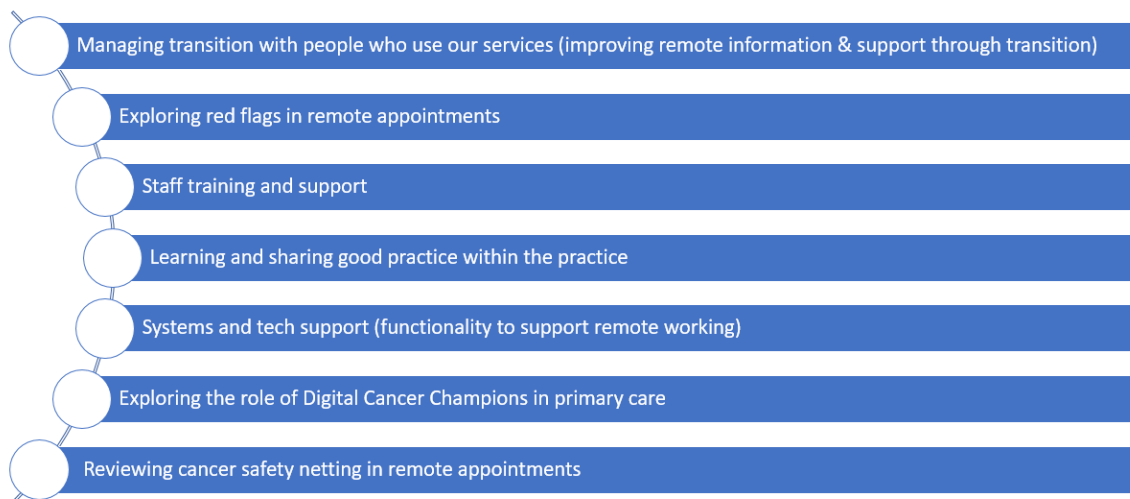 Managing transition with people who use our services (improving remote information & support through transition)
Exploring red flags in remote appointments
Staff training and support
Learning and sharing good practice within the practice
Systems and tech support (functionality to support remote working)
Exploring the role of Digital Cancer Champions in primary care
Reviewing cancer safety netting in remote appointments